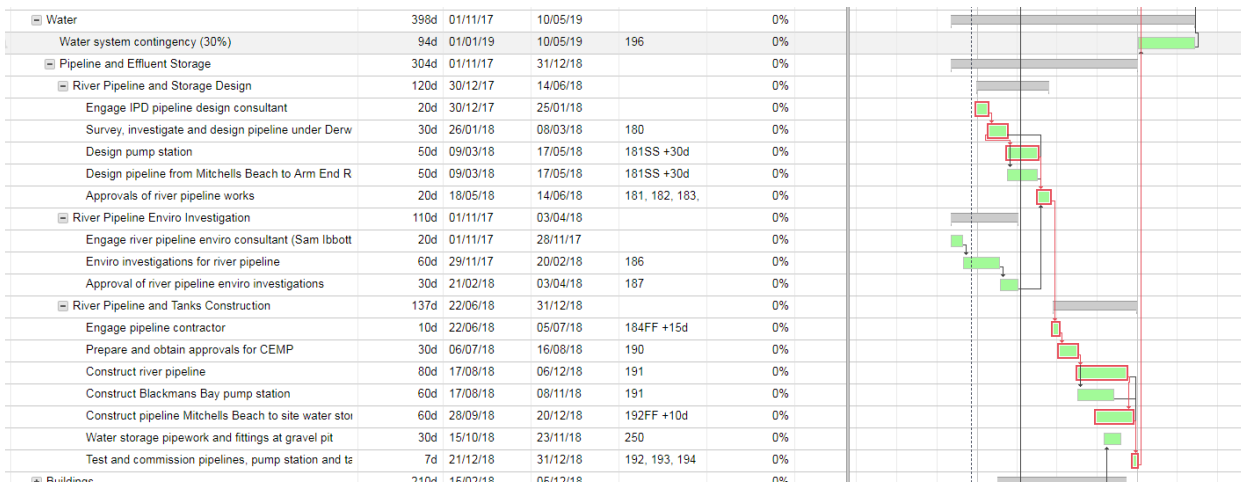 Water 398d 01/11/17 10/05/19 0%
Water system contingency (30%) 94d 01/01/19 10/05/19 196 0%
Pipeline and Effluent Storage 304d 01/11/17 31/12/18 0%
River Pipeline and Storage Design 120d 30/12/17 14/06/18 0%
Engage IPD pipeline design consultant 20d 30/12/17 25/01/18 0%
Survey, investigate and design pipeline under Derw 30d 26/01/18 08/03/18 180 0%
Design pump station 50d 09/03/18 17/05/18 181SS +30d 0%
Design pipeline from Mitchells Beach to Arm End R 50d 09/03/18 17/05/18 181SS +30d 0%
Approvals of river pipeline works 20d 18/05/18 14/06/18 181, 182, 183, 0%
River Pipeline Enviro Investigation 110d 01/11/17 03/04/18 0%
Engage river pipeline enviro consultant (Sam Ibbott 20d 01/11/17 28/11/17 0%
Enviro investigations for river pipeline 60d 29/11/17 20/02/18 186 0%
Approval of river pipeline enviro investigations 30d 21/02/18 03/04/18 187 0%
River Pipeline and Tanks Construction 137d 22/06/18 31/12/18 0%
Engage pipeline contractor 10d 22/06/18 05/07/18 184FF +15d 0%
Prepare and obtain approvals for CEMP 30d 06/07/18 16/08/18 190 0%
Construct river pipeline 80d 17/08/18 06/12/18 191 0%
Construct Blackmans Bay pump station 60d 17/08/18 08/11/18 191 0%
Construct pipeline Mitchells Beach to site water stor 60d 28/09/18 20/12/18 192FF +10d 0%
Water storage pipework and fittings at gravel pit 30d 15/10/18 23/11/18 250 0%
Test and commission pipelines, pump station and ta 7d 21/12/18 31/12/18 192, 193, 194 0%
Buildings 210d 15/02/18 05/12/18 0%